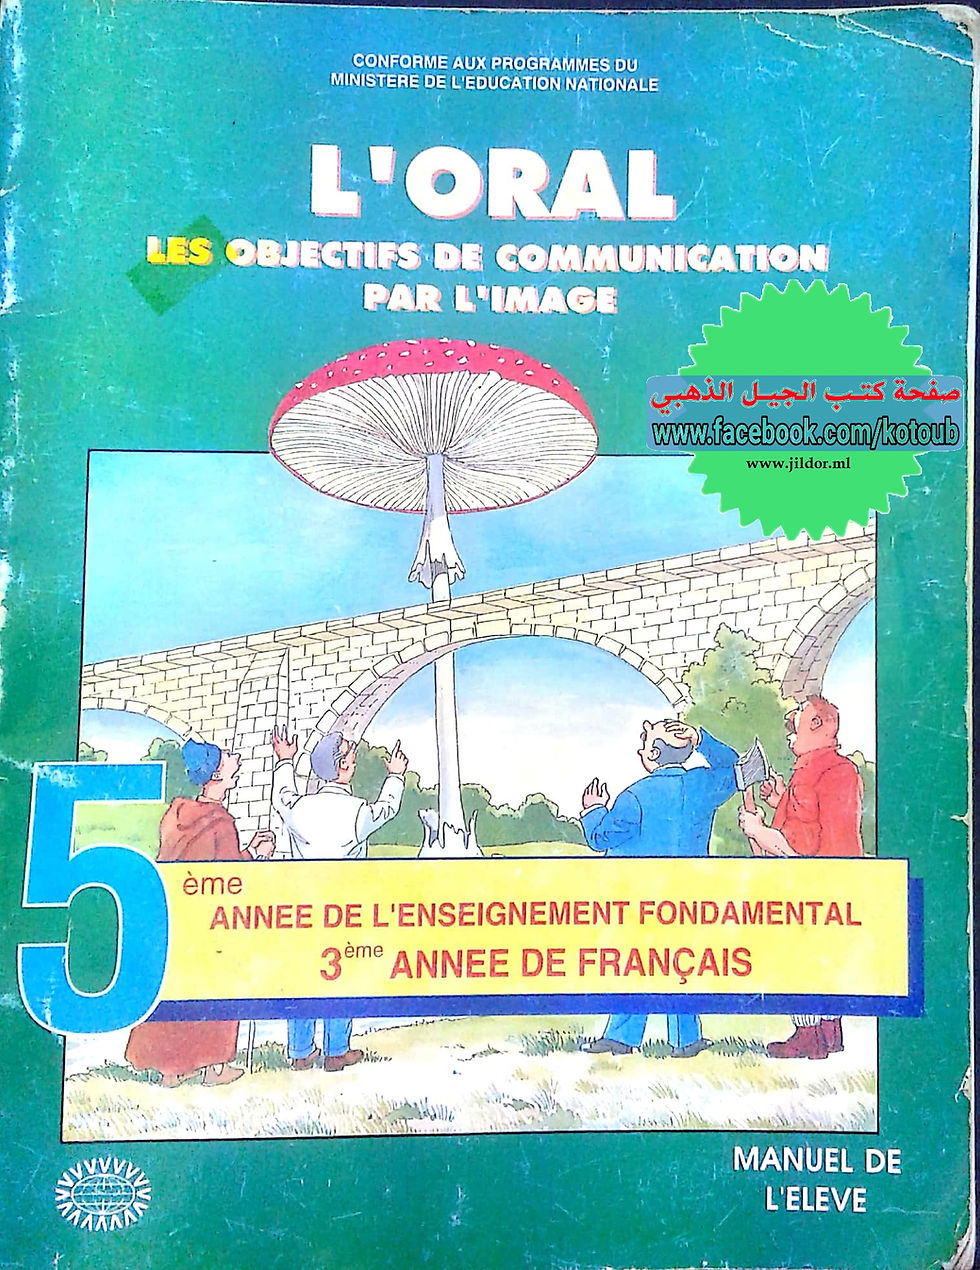 CONFORME AUX PROGRAMMES DU
MINISTERE DE L'EDUCATION NATIONALE
L'ORAL
LES OBJECTIFS DE COMMUNICATION
PAR L'IMAGE
صفحة كتب الجيل الذهبي
www.facebook.com/kotoub
www.jildor.ml
5ème
ANNEE DE L'ENSEIGNEMENT FONDAMENTAL
3ème ANNEE DE FRANÇAIS
MANUEL DE
L'ELEVE